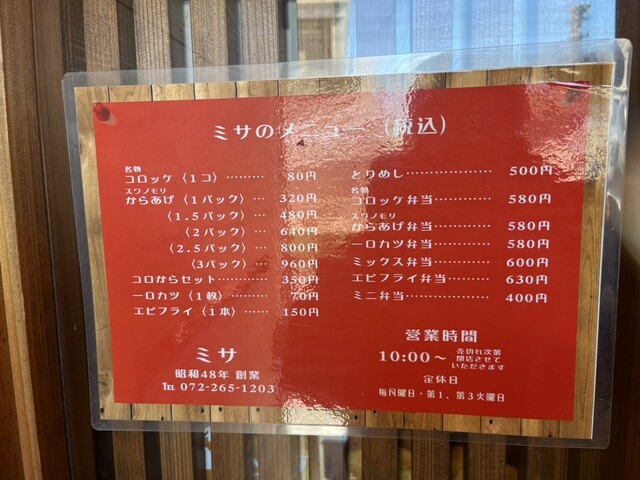 ミサのメニュー（税込）
名物
コロッケ（1コ）……… 80円
スワノモリ
からあげ（1パック）… 320円
（1.5パック）… 480円
（2パック）… 640円
（2.5パック）… 800円
（3パック）… 960円
コロからセット……… 350円
一口カツ（1枚）……… 70円
エビフライ（1本）…… 150円
とりめし……………… 500円
名物
コロッケ弁当………… 580円
スワノモリ
からあげ弁当………… 580円
一口カツ弁当………… 580円
ミックス弁当………… 600円
エビフライ弁当……… 630円
ミニ弁当……………… 400円
ミサ
昭和48年 創業
TEL 072-265-1203
営業時間
10:00〜 売切れ次第
閉店させて
いただきます
定休日
毎月曜日・第1、第3火曜日